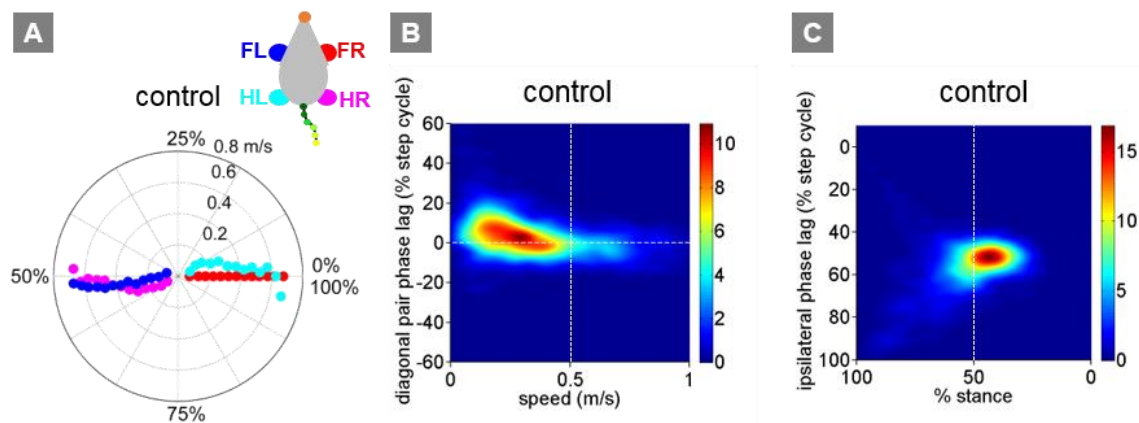 A
FL
FR
HL
HR
control
25%
0.8 m/s
0.6
0.4
0.2
50%
0%
100%
75%
B
control
diagonal pair phase lag (% step cycle)
60
40
20
0
-20
-40
-60
0
0.5
1
speed (m/s)
10
8
6
4
2
0
C
control
ipsilateral phase lag (% step cycle)
0
20
40
60
80
100
100
50
0
% stance
15
10
5
0